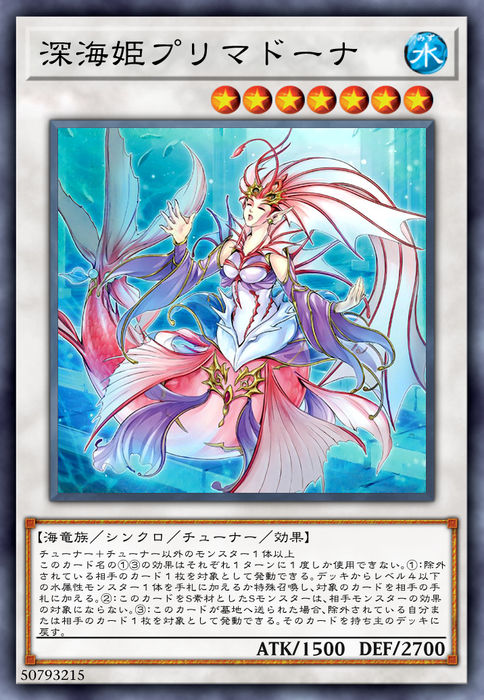 深海姫プリマドーナ
みず
水
【海竜族／シンクロ／チューナー／効果】
チューナー＋チューナー以外のモンスター１体以上
このカード名の①③の効果はそれぞれ１ターンに１度しか使用できない。①：除外
されている相手のカード１枚を対象として発動できる。デッキからレベル４以下
の水属性モンスター１体を手札に加えるか特殊召喚し、対象のカードを相手の手
札に加える。②：このカードをS素材としたSモンスターは、相手モンスターの効果
の対象にならない。③：このカードが墓地へ送られた場合、除外されている自分ま
たは相手のカード１枚を対象として発動できる。そのカードを持ち主のデッキに
戻す。
ATK/1500 DEF/2700
50793215